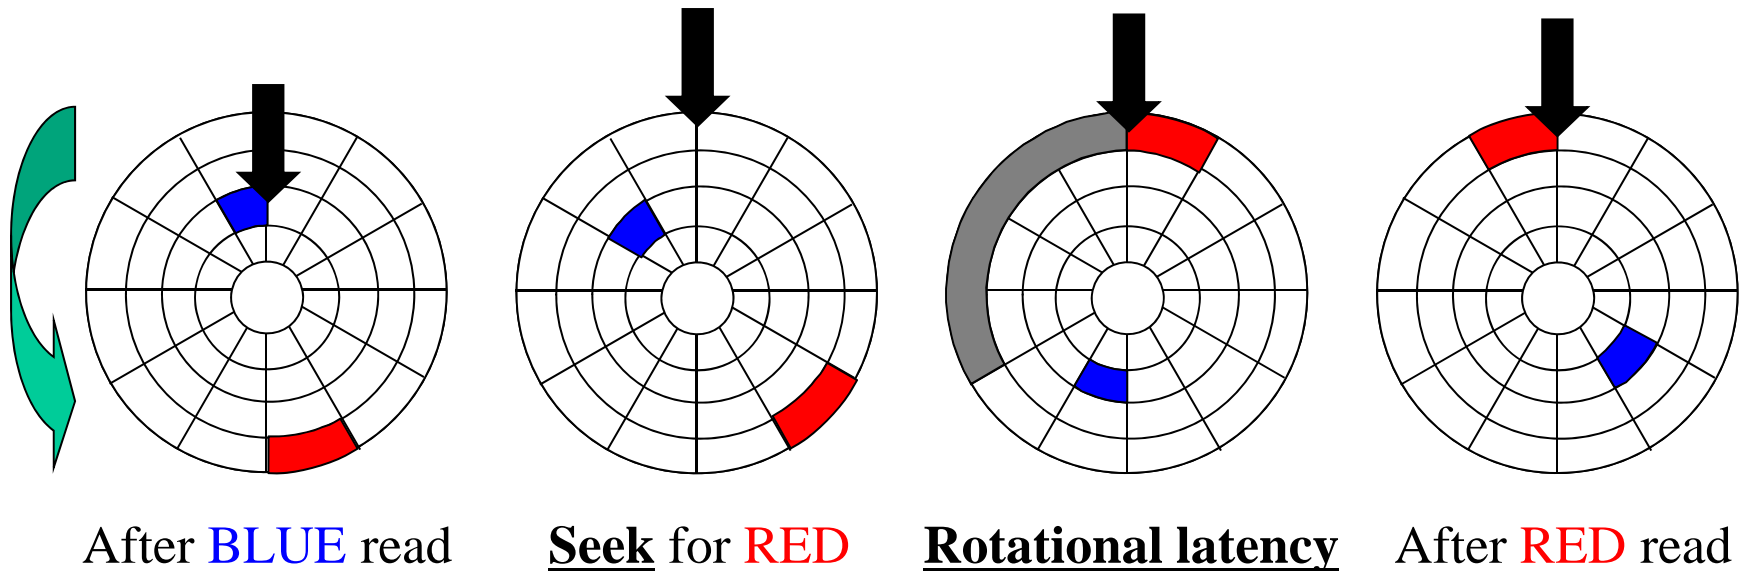 After BLUE read
Seek for RED
Rotational latency
After RED read